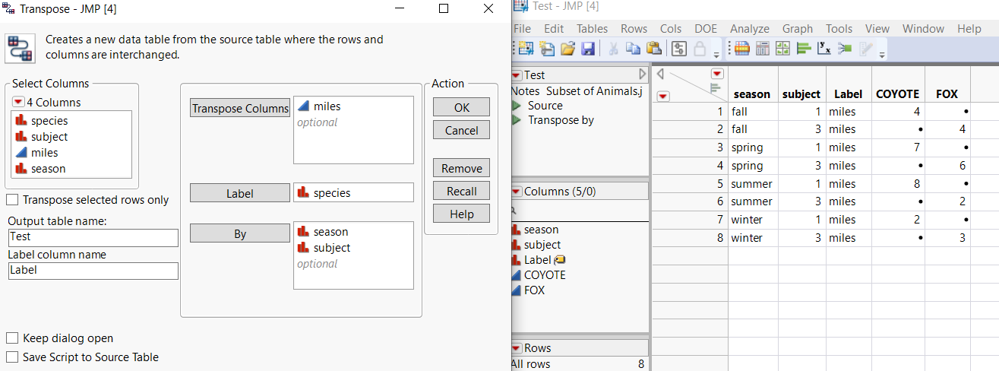 Transpose - JMP [4]
Creates a new data table from the source table where the rows and
columns are interchanged.
Select Columns
4 Columns
species
subject
miles
season
Transpose selected rows only
Output table name:
Test
Label column name
Label
Keep dialog open
Save Script to Source Table
Transpose Columns
miles
optional
Label
species
By
season
subject
optional
Action
OK
Cancel
Remove
Recall
Help
Test - JMP [4]
File Edit Tables Rows Cols DOE Analyze Graph Tools View Window Help
Test
Notes Subset of Animals.j
Source
Transpose by
Columns (5/0)
season
subject
Label
COYOTE
FOX
Rows
All rows 8
season subject Label COYOTE FOX
1 fall 1 miles 4 •
2 fall 3 miles • 4
3 spring 1 miles 7 •
4 spring 3 miles • 6
5 summer 1 miles 8 •
6 summer 3 miles • 2
7 winter 1 miles 2 •
8 winter 3 miles • 3